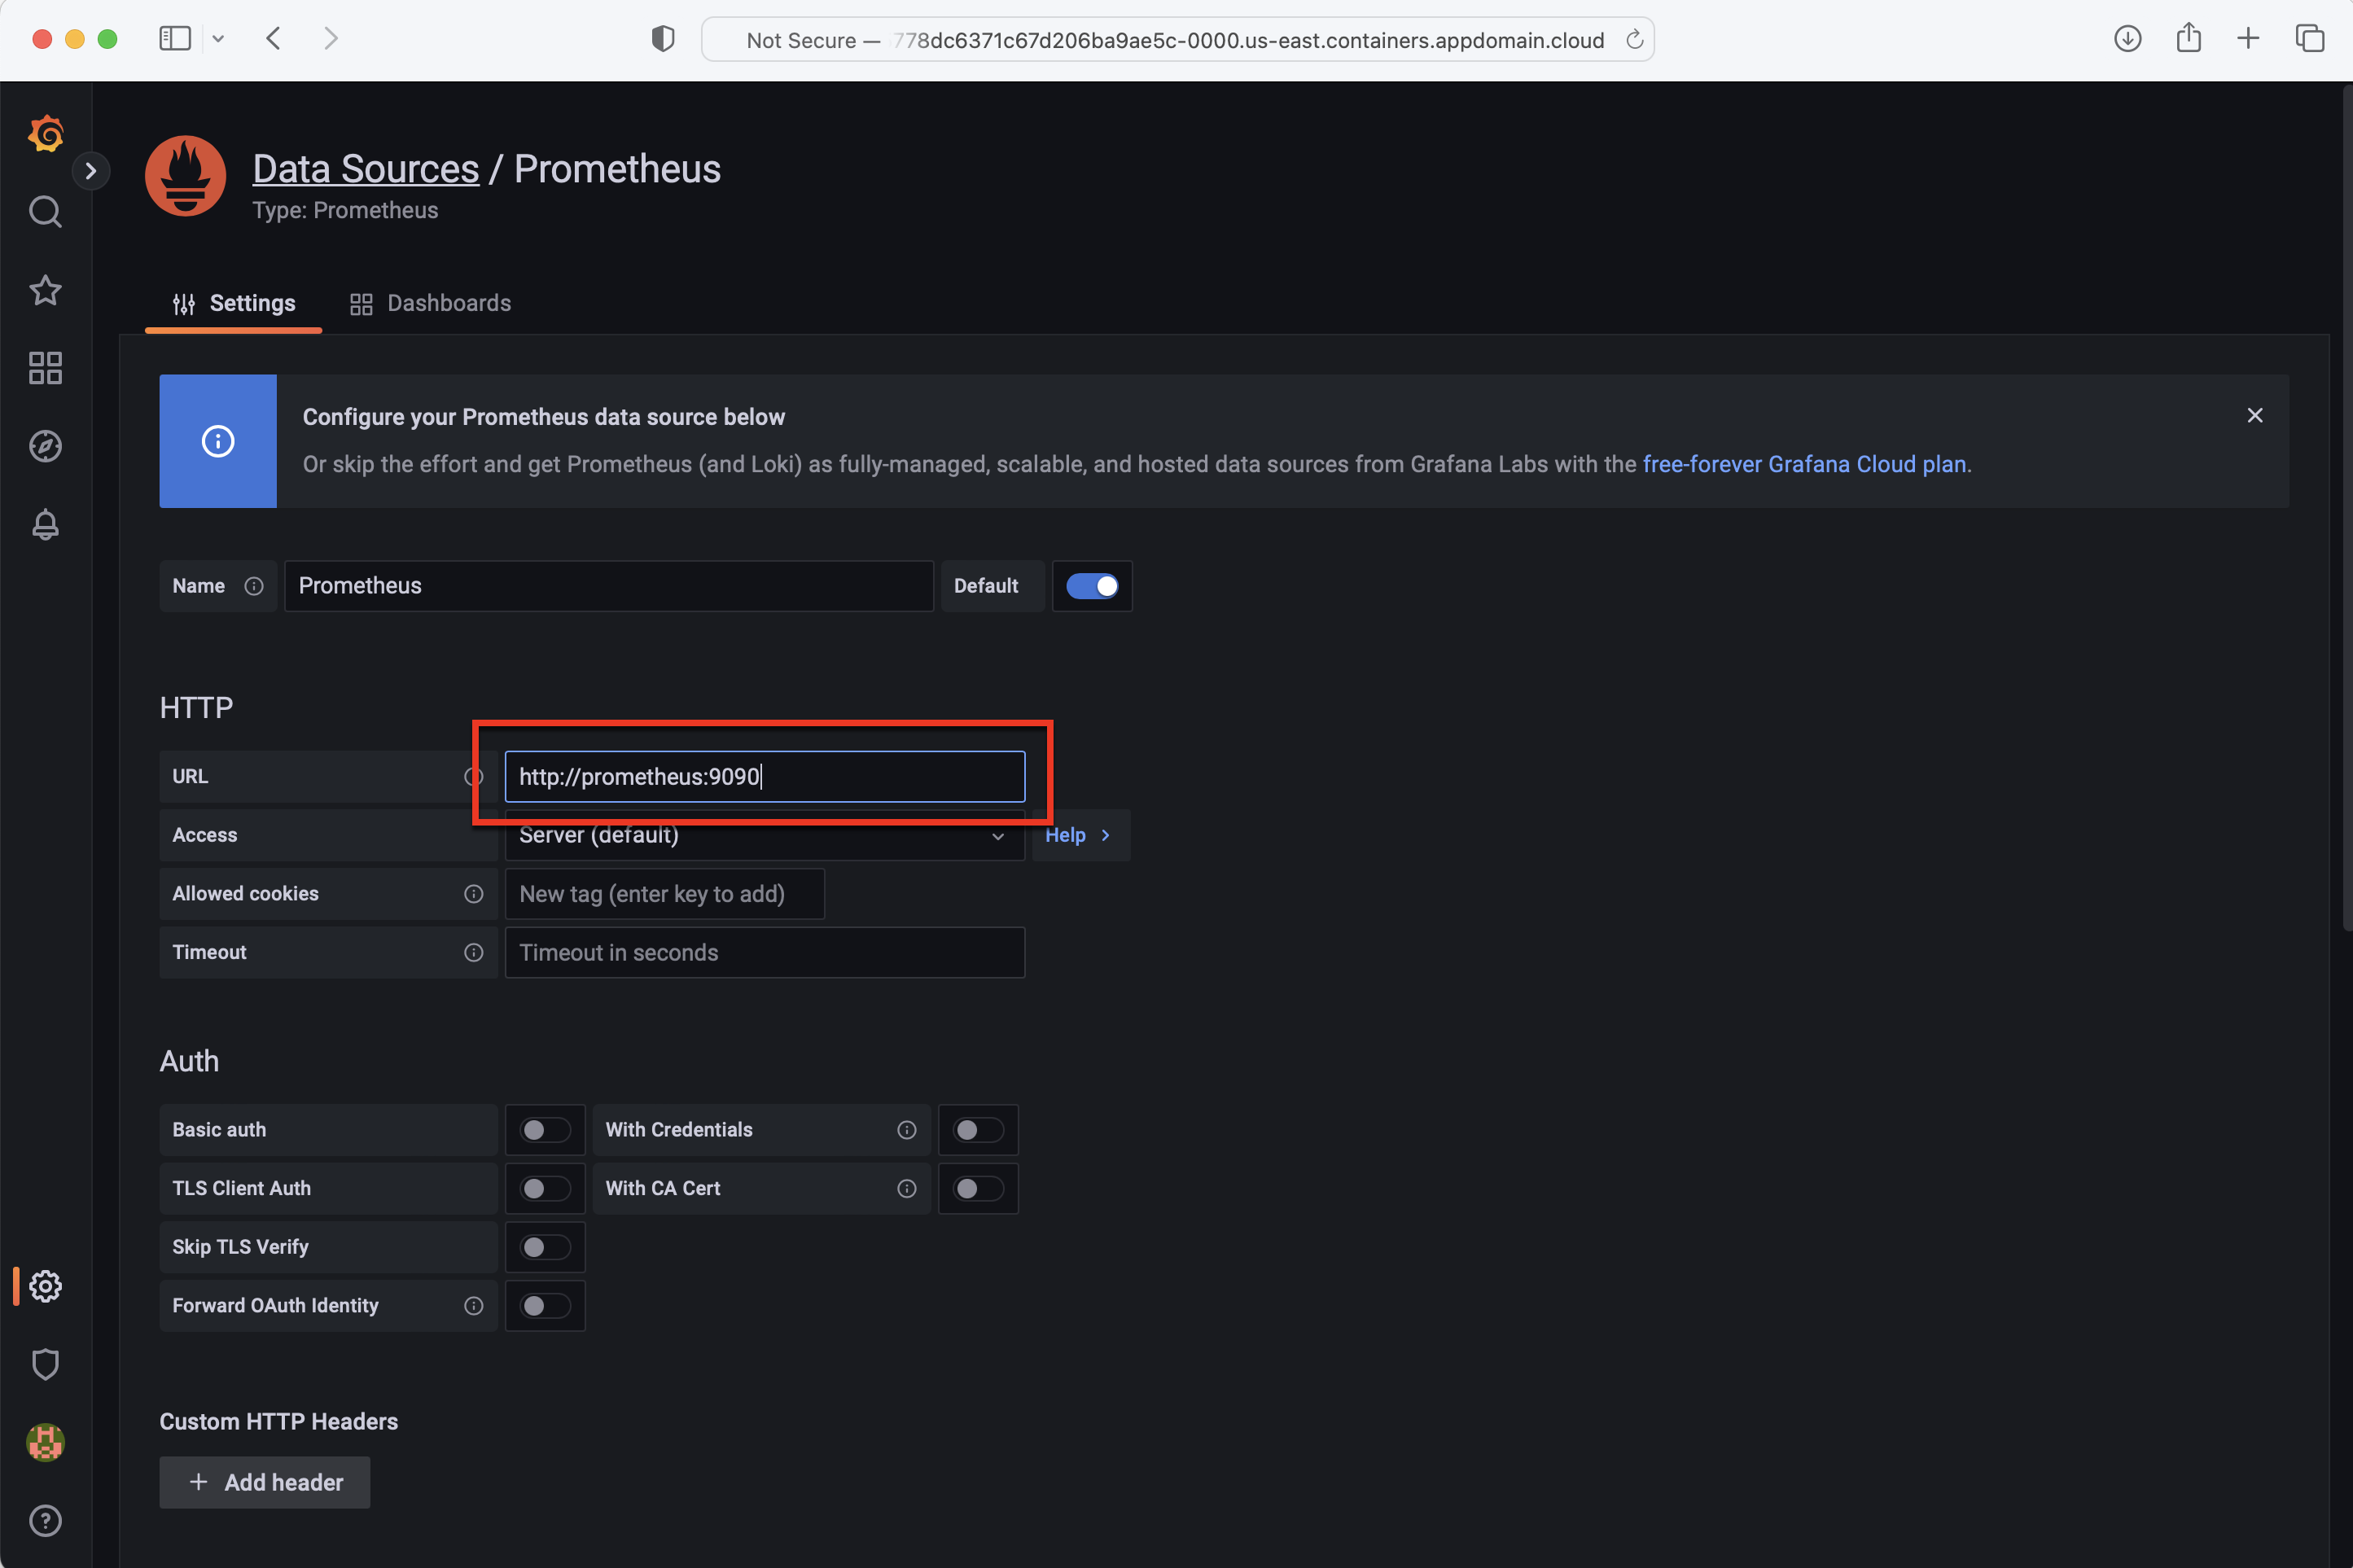 Not Secure — 778dc6371c67d206ba9ae5c-0000.us-east.containers.appdomain.cloud
Data Sources / Prometheus
Type: Prometheus
Settings
Dashboards
Configure your Prometheus data source below
Or skip the effort and get Prometheus (and Loki) as fully-managed, scalable, and hosted data sources from Grafana Labs with the free-forever Grafana Cloud plan.
Name
Prometheus
Default
HTTP
URL
http://prometheus:9090
Access
Server (default)
Help
Allowed cookies
New tag (enter key to add)
Timeout
Timeout in seconds
Auth
Basic auth
With Credentials
TLS Client Auth
With CA Cert
Skip TLS Verify
Forward OAuth Identity
Custom HTTP Headers
Add header